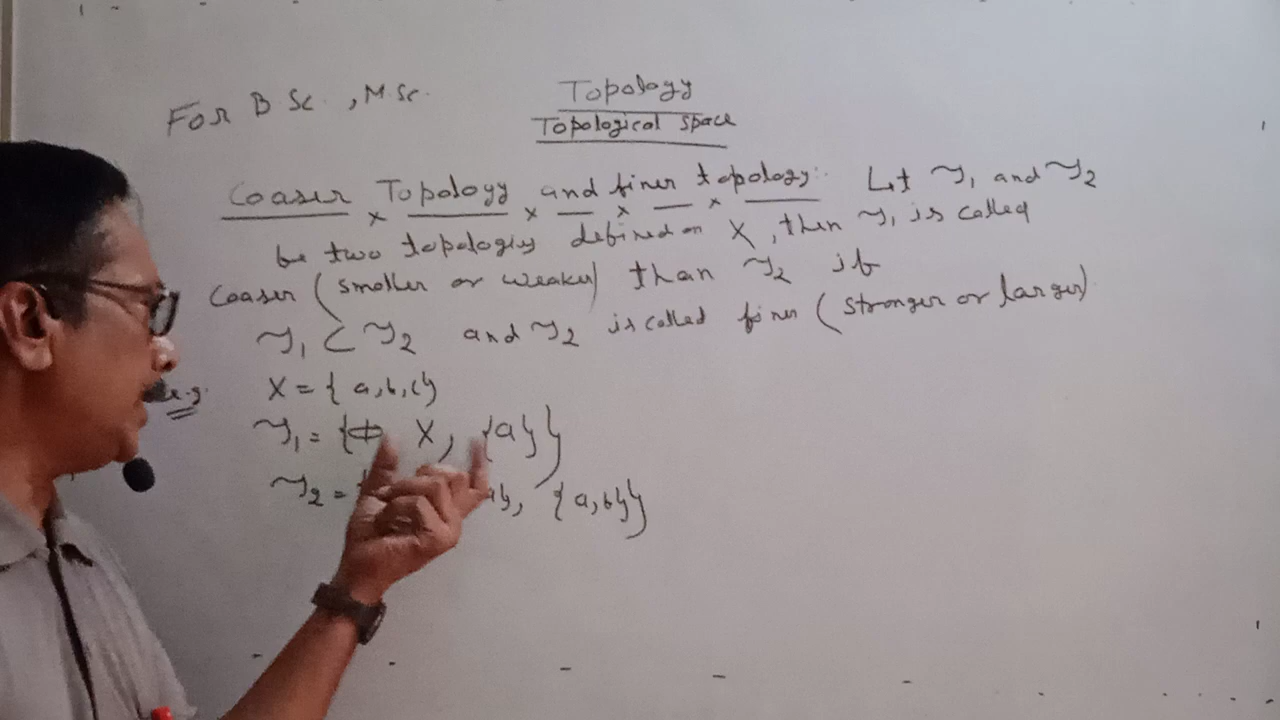 FOR B Sc. , M Sc.
Topology
Topological space
Coaser Topology and finer topology: Let 𝒯₁ and 𝒯₂
be two topologies defined on X , then 𝒯₁ is called
Coaser (smaller or weaker) than 𝒯₂ if
𝒯₁ ⊂ 𝒯₂ and 𝒯₂ is called finer (stronger or larger)
e.g. X = { a, b, c}
𝒯₁ = {ϕ X, {a}}
𝒯₂ = { {a, b}}